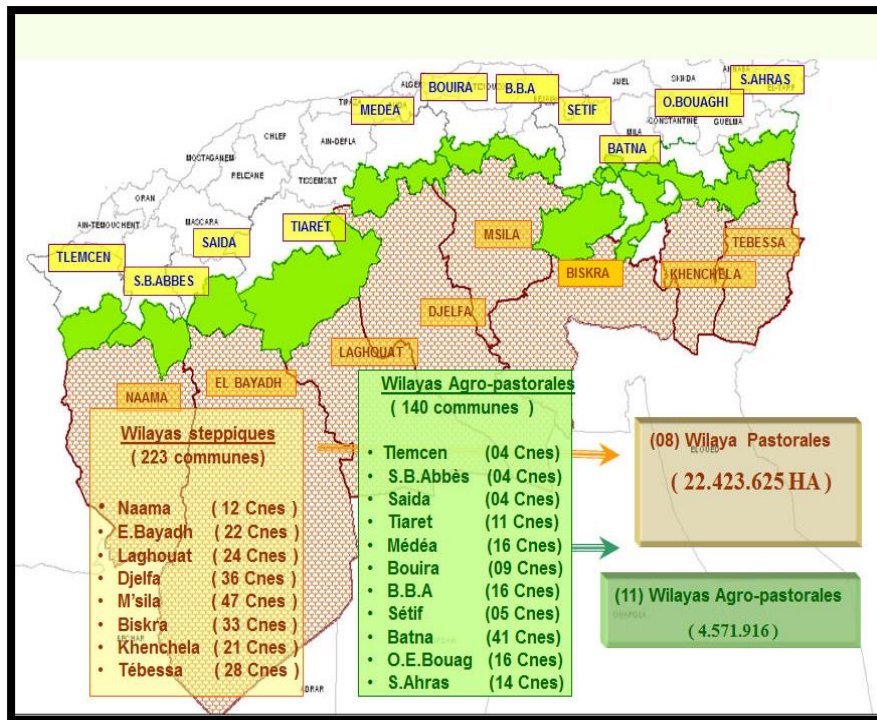 S.AHRAS
BOUIRA
B.B.A
MEDEA
SETIF
O.BOUAGHI
JIJEL
SKIKDA
EL-TARF
CONSTANTINE
GUELMA
MILA
BATNA
CHLEF
AIN-DEFLA
MOSTAGANEM
RELIZANE
TISSEMSILT
ORAN
AIN-TEMOUCHENT
MASCARA
TIARET
SAIDA
TLEMCEN
S.B.ABBES
MSILA
TEBESSA
BISKRA
KHENCHELA
DJELFA
LAGHOUAT
EL BAYADH
NAAMA
Wilayas steppiques
( 223 communes)
• Naama ( 12 Cnes )
• E.Bayadh ( 22 Cnes )
• Laghouat ( 24 Cnes )
• Djelfa ( 36 Cnes )
• M'sila ( 47 Cnes )
• Biskra ( 33 Cnes )
• Khenchela ( 21 Cnes )
• Tébessa ( 28 Cnes )
Wilayas Agro-pastorales
( 140 communes )
• Tlemcen (04 Cnes)
• S.B.Abbès (04 Cnes)
• Saida (04 Cnes)
• Tiaret (11 Cnes)
• Médéa (16 Cnes)
• Bouira (09 Cnes)
• B.B.A (16 Cnes)
• Sétif (05 Cnes)
• Batna (41 Cnes)
• O.E.Bouag (16 Cnes)
• S.Ahras (14 Cnes)
(08) Wilaya Pastorales
( 22.423.625 HA )
(11) Wilayas Agro-pastorales
( 4.571.916 )